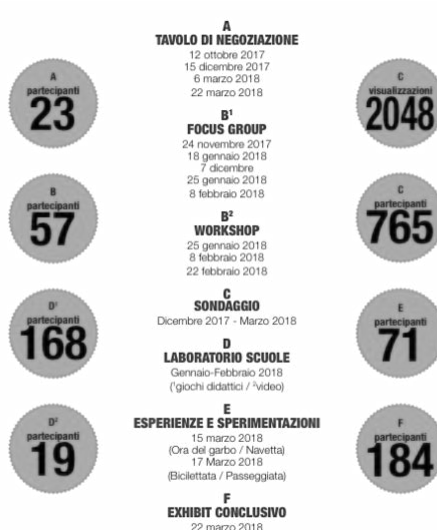 A
TAVOLO DI NEGOZIAZIONE
12 ottobre 2017
15 dicembre 2017
6 marzo 2018
22 marzo 2018
B¹
FOCUS GROUP
24 novembre 2017
18 gennaio 2018
7 dicembre
25 gennaio 2018
8 febbraio 2018
B²
WORKSHOP
25 gennaio 2018
8 febbraio 2018
22 febbraio 2018
C
SONDAGGIO
Dicembre 2017 - Marzo 2018
D
LABORATORIO SCUOLE
Gennaio-Febbraio 2018
(¹giochi didattici / ²video)
E
ESPERIENZE E SPERIMENTAZIONI
15 marzo 2018
(Ora del garbo / Navetta)
17 Marzo 2018
(Bicilettata / Passeggiata)
F
EXHIBIT CONCLUSIVO
22 marzo 2018
A
partecipanti
23
B
partecipanti
57
D¹
partecipanti
168
D²
partecipanti
19
C
visualizzazioni
2048
C
partecipanti
765
E
partecipanti
71
F
partecipanti
184